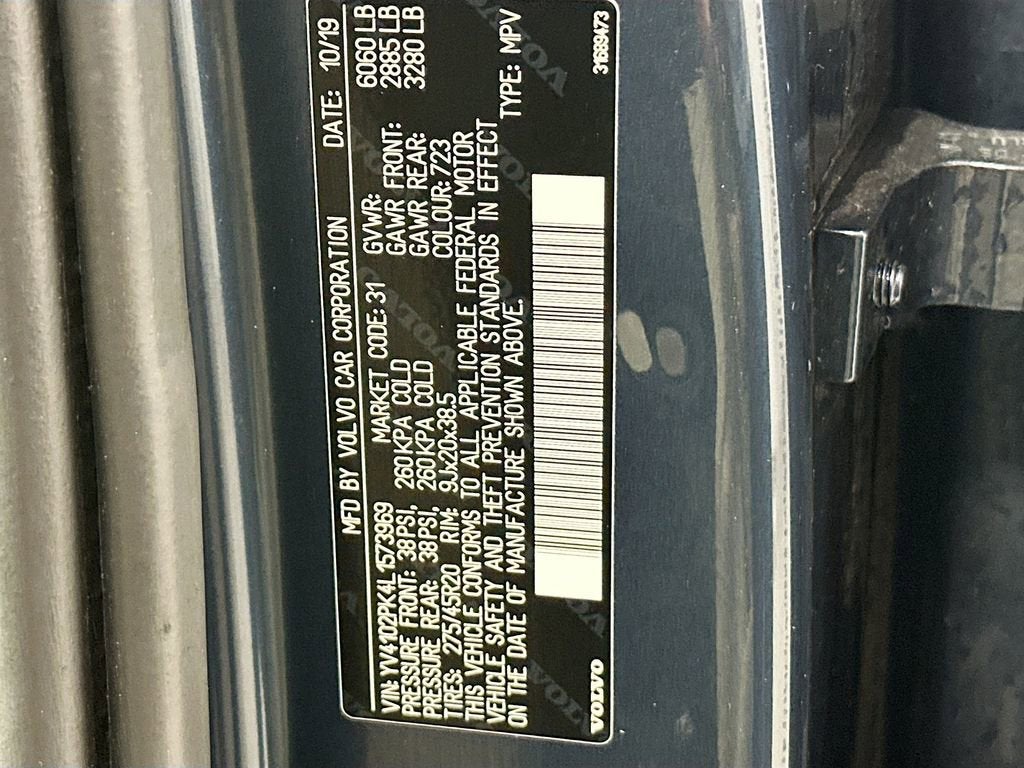 MFD BY VOLVO CAR CORPORATION DATE: 10/19
VIN: YV4102PK4L1573969 MARKET CODE: 31 GVWR: 6060 LB
PRESSURE FRONT: 38PSI, 260KPA COLD GAWR FRONT: 2885 LB
PRESSURE REAR: 38PSI, 260KPA COLD GAWR REAR: 3280 LB
TIRES: 275/45R20 RIM: 9Jx20x38.5 COLOUR: 723
THIS VEHICLE CONFORMS TO ALL APPLICABLE FEDERAL MOTOR
VEHICLE SAFETY AND THEFT PREVENTION STANDARDS IN EFFECT
ON THE DATE OF MANUFACTURE SHOWN ABOVE. TYPE: MPV
VOLVO 31689473